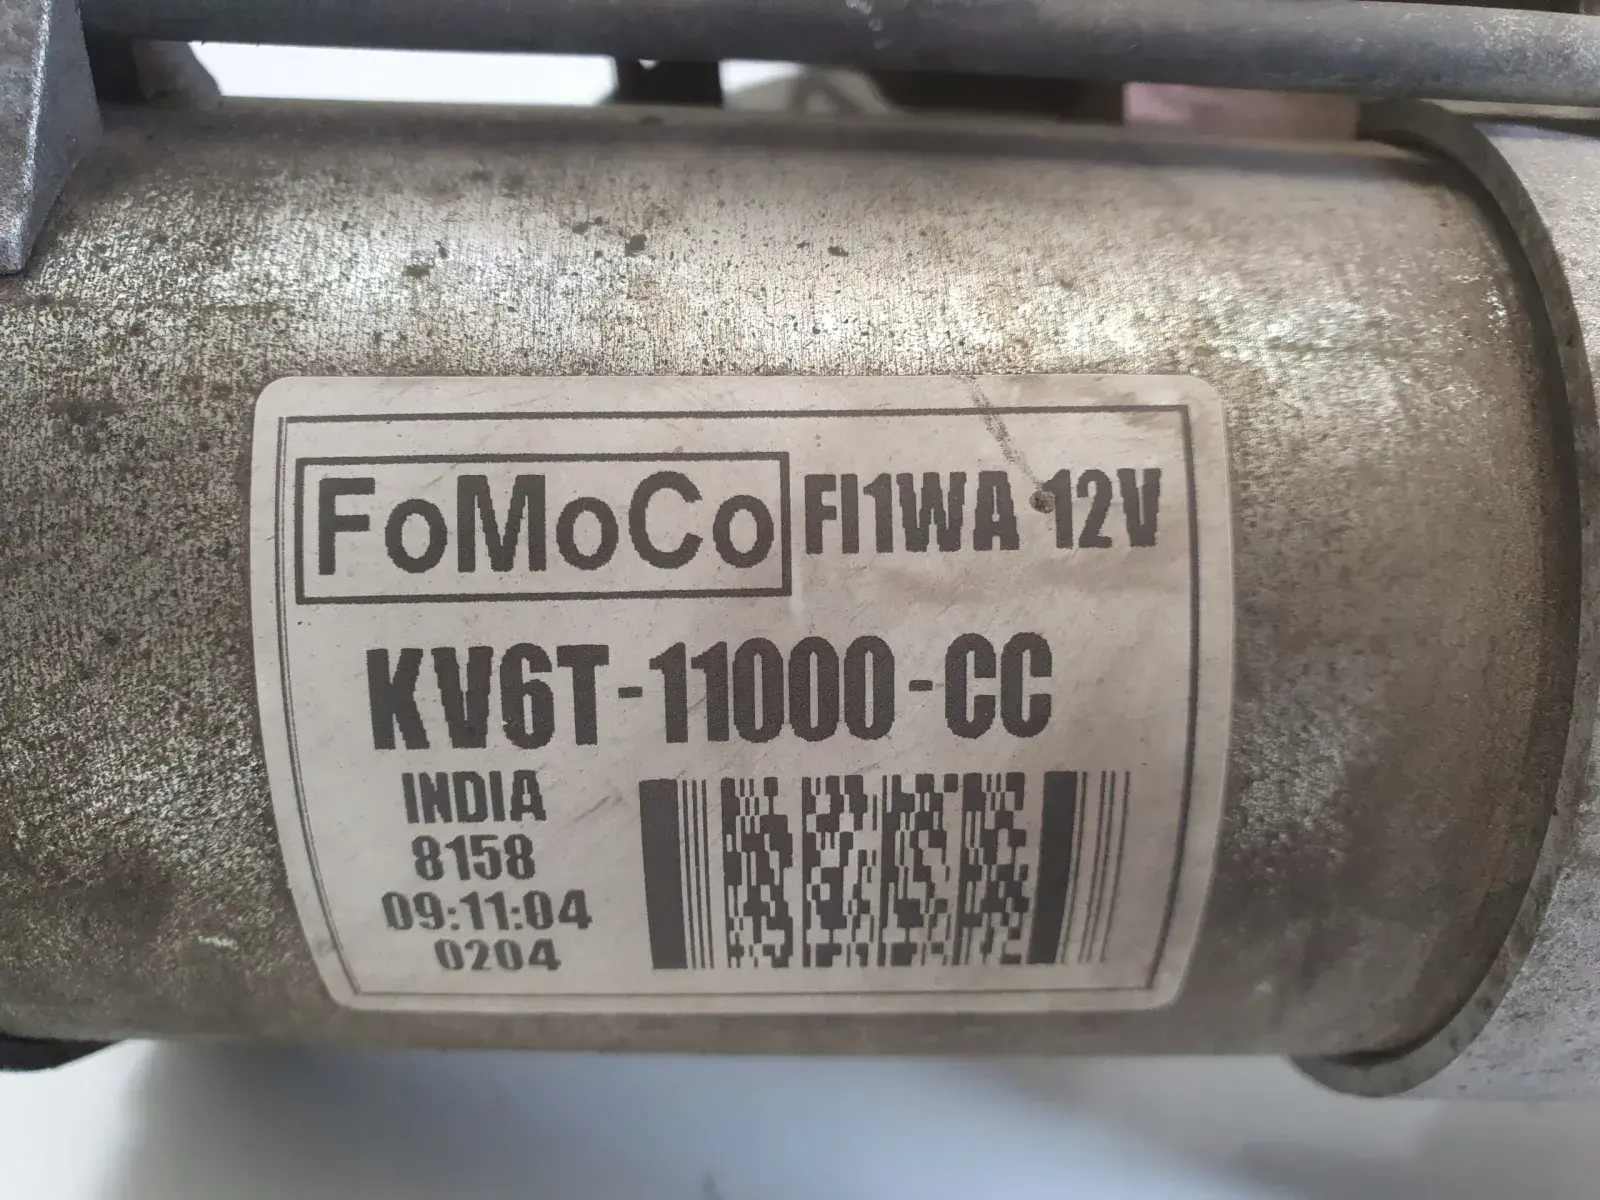 FoMoCo FI1WA 12V
KV6T-11000-CC
INDIA
8158
09:11:04
0204